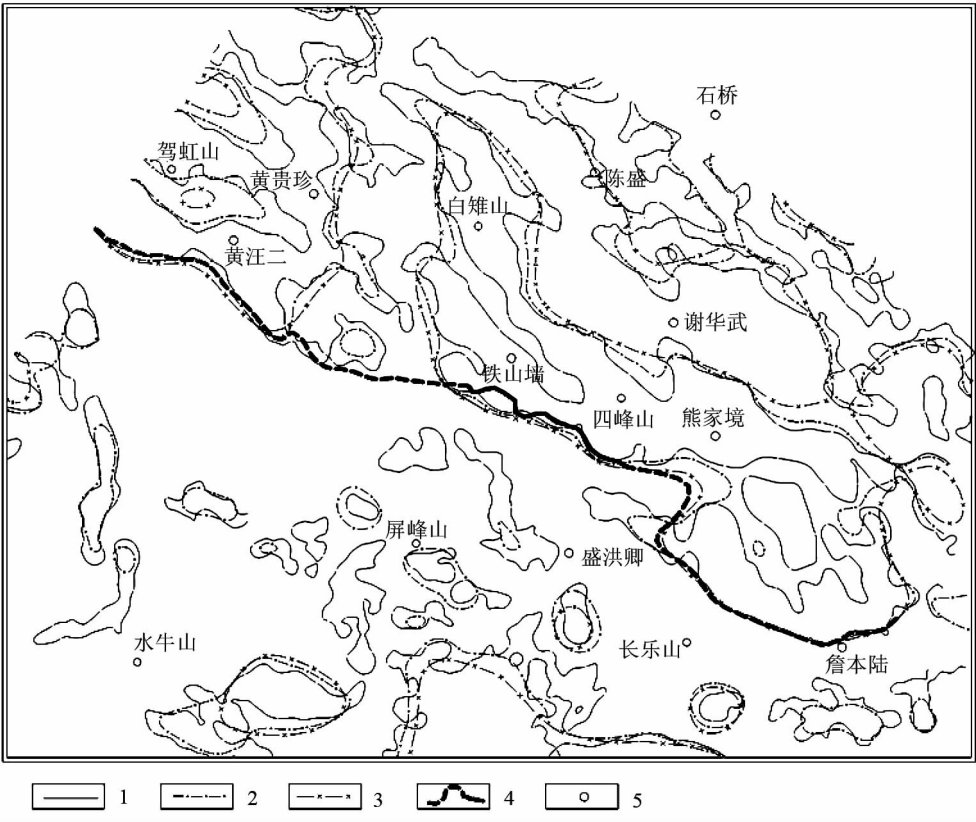 石桥
驾虹山
黄贵珍
陈盛
白雉山
黄汪二
谢华武
铁山墙
四峰山
熊家境
屏峰山
盛洪卿
水牛山
长乐山
詹本陆
1
2
3
4
5